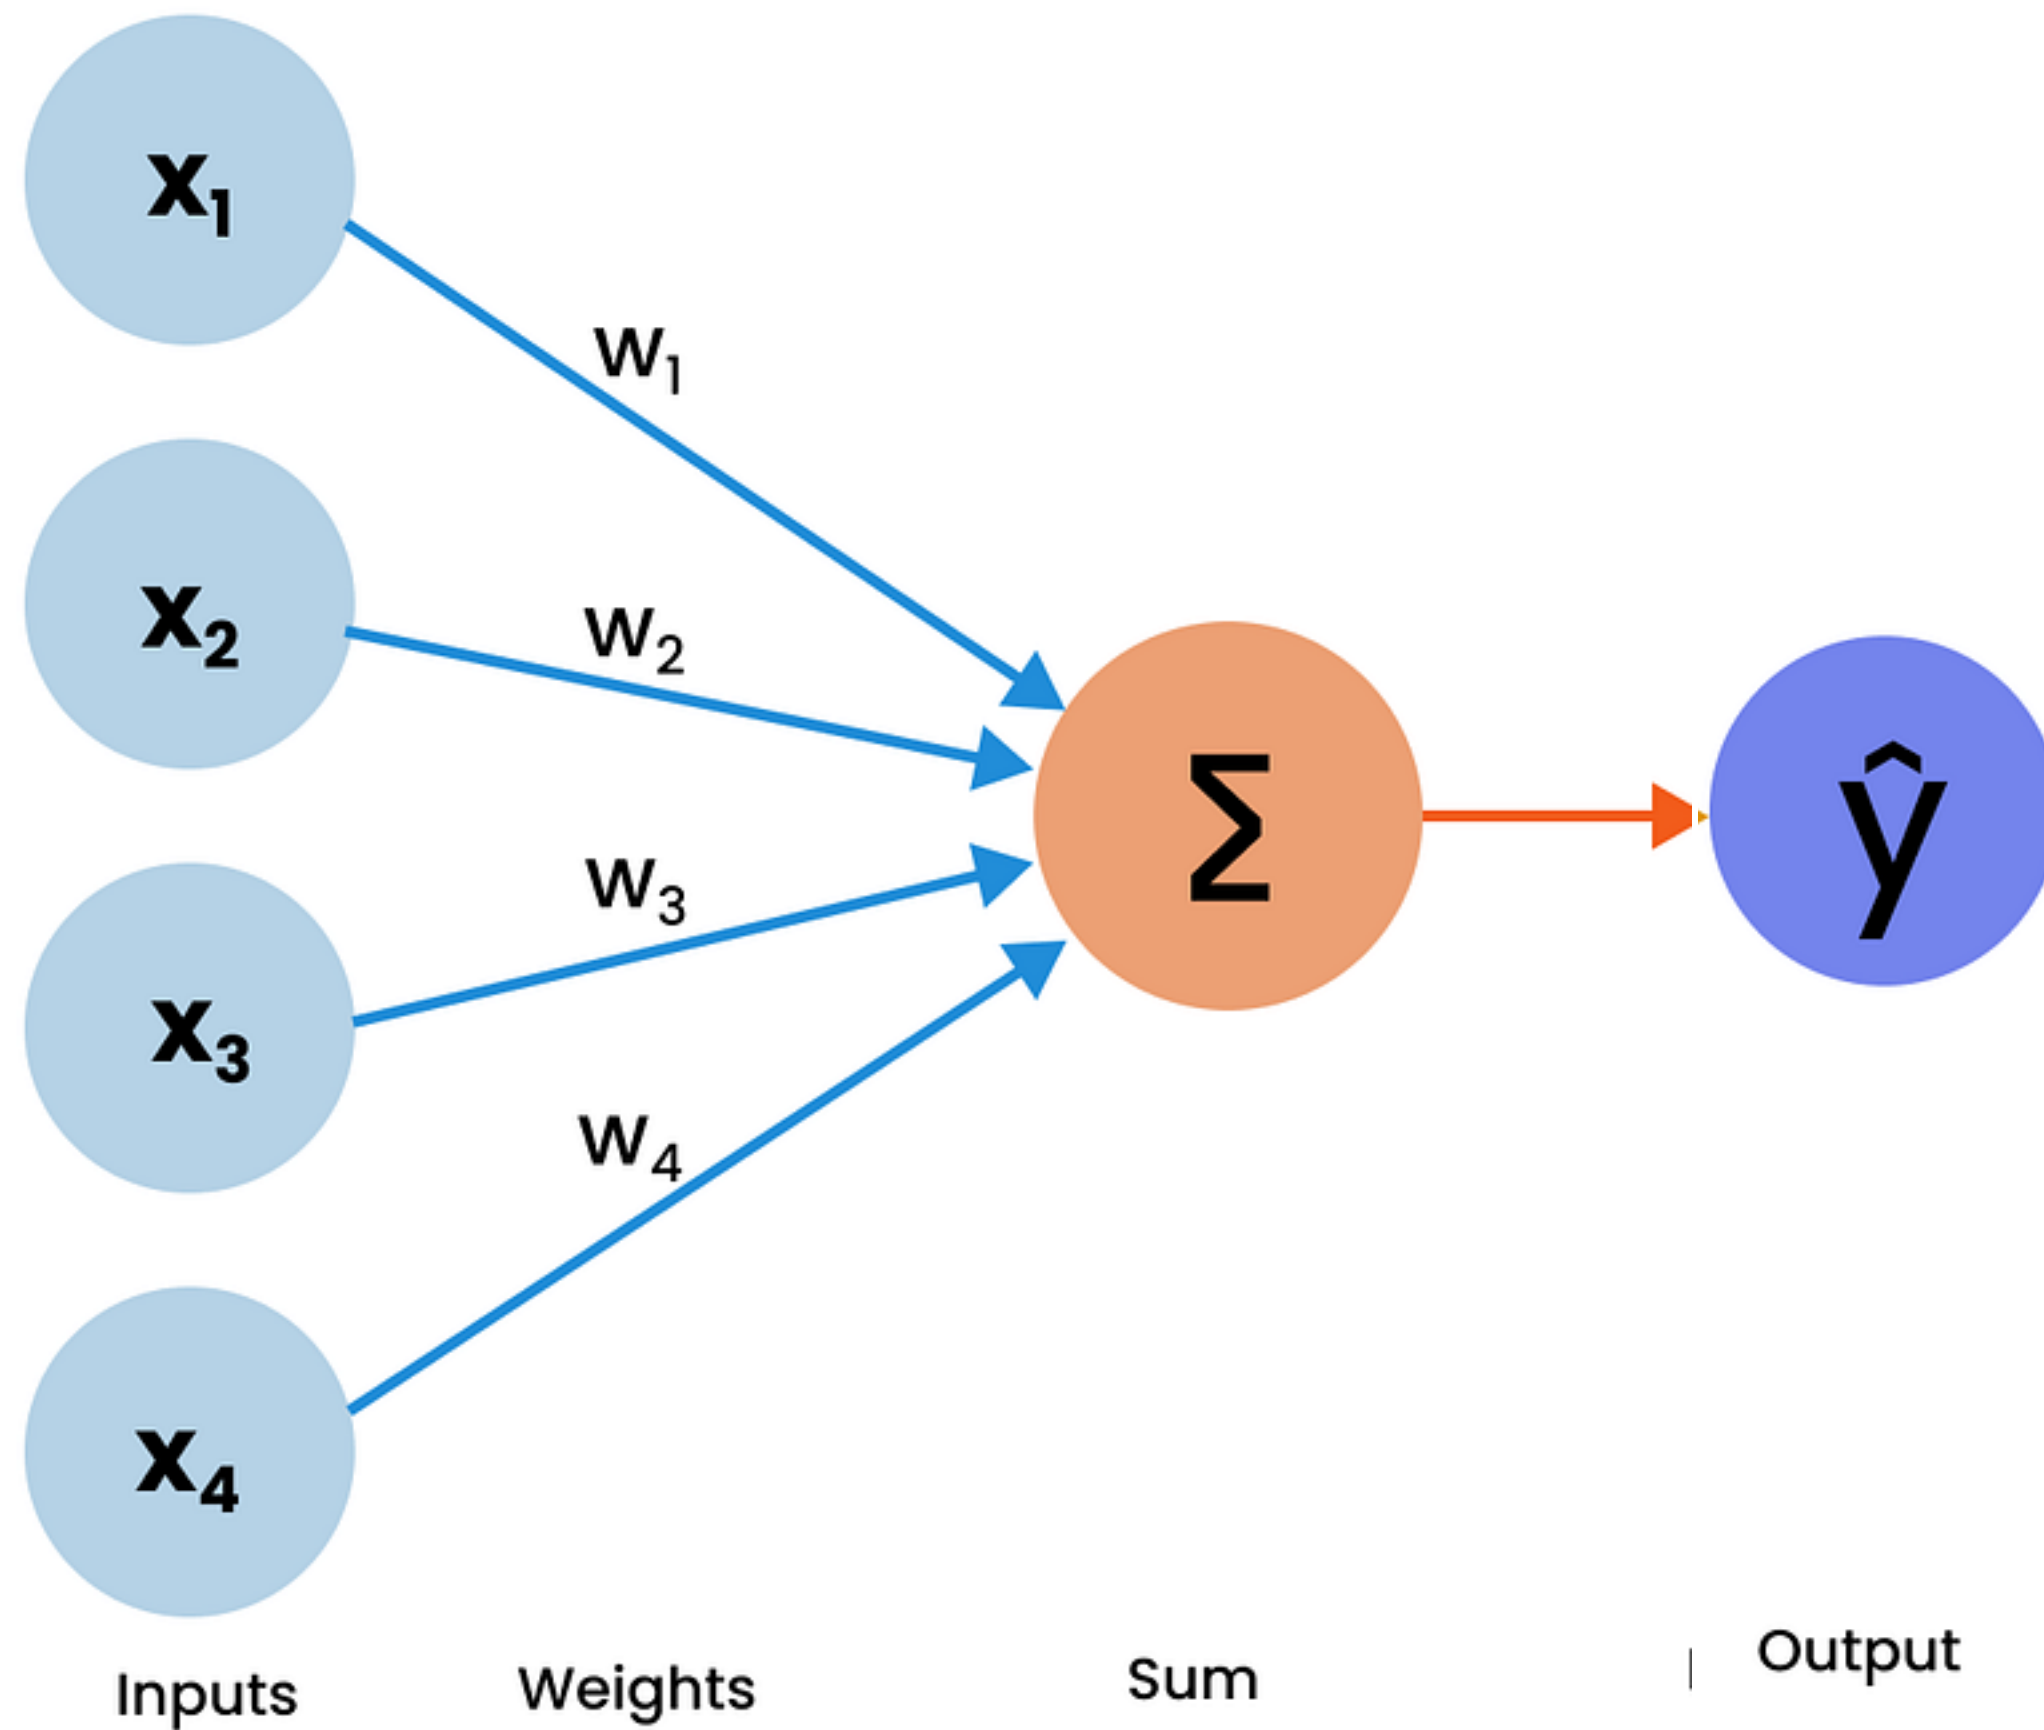 x₁
w₁
x₂
w₂
Σ
ŷ
w₃
x₃
w₄
x₄
Inputs Weights Sum Output